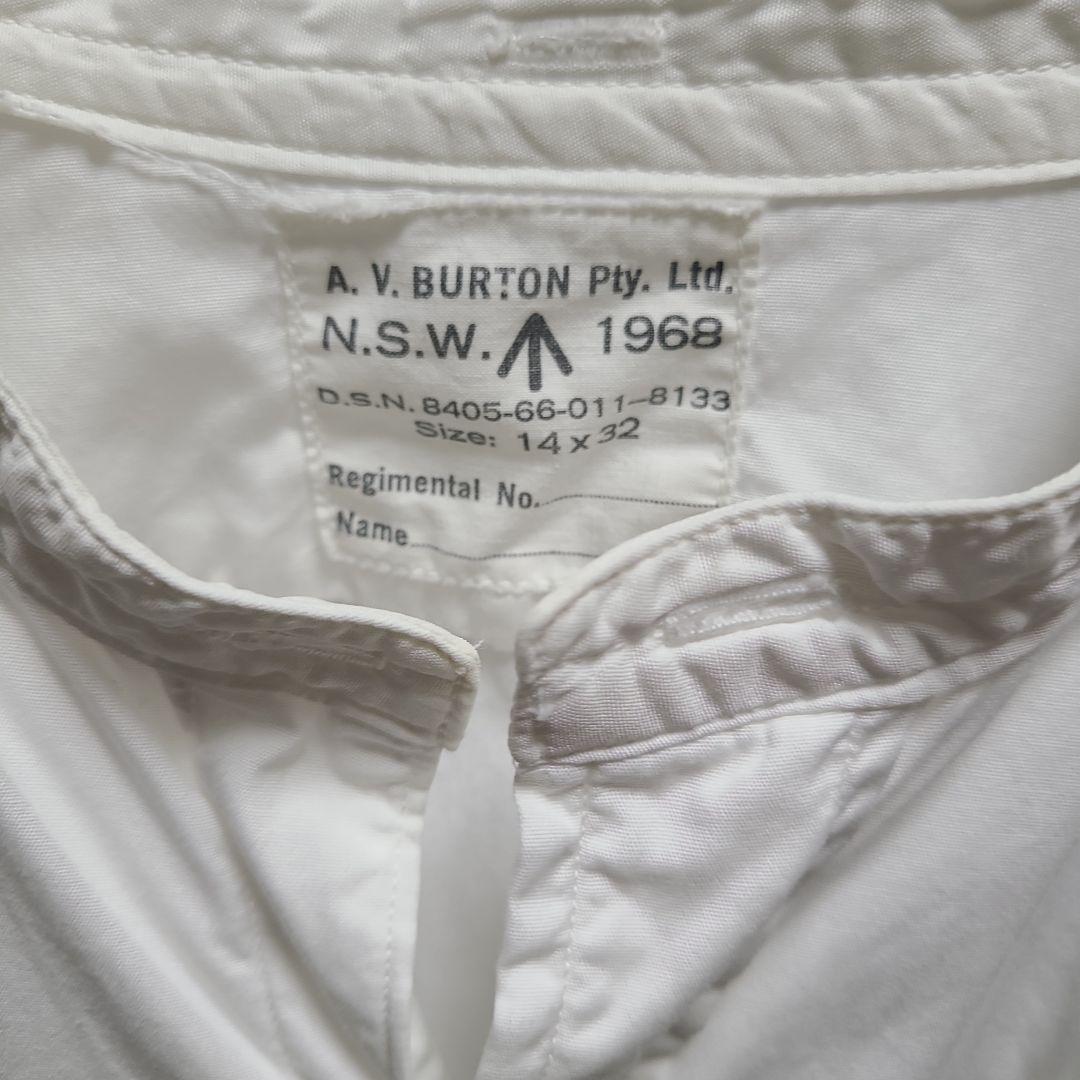 A. V. BURTON Pty. Ltd.
N.S.W. 1968
D.S.N. 8405-66-011-8133
Size: 14 x 32
Regimental No.
Name